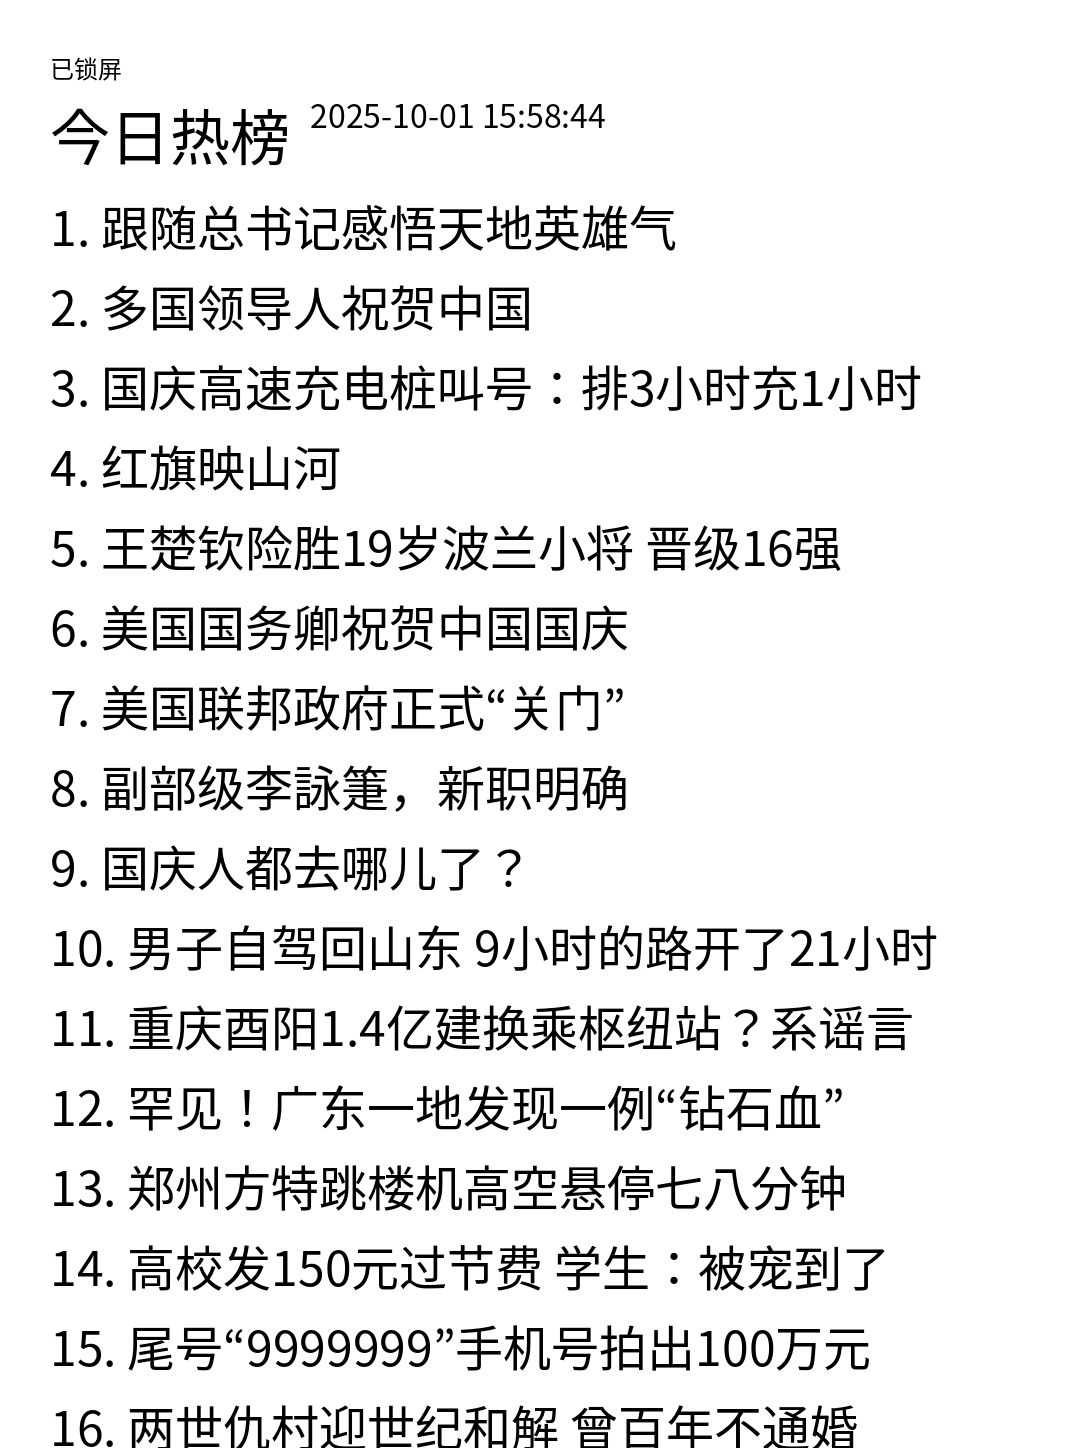 已锁屏
今日热榜 2025-10-01 15:58:44
1. 跟随总书记感悟天地英雄气
2. 多国领导人祝贺中国
3. 国庆高速充电桩叫号：排3小时充1小时
4. 红旗映山河
5. 王楚钦险胜19岁波兰小将 晋级16强
6. 美国国务卿祝贺中国国庆
7. 美国联邦政府正式“关门”
8. 副部级李詠箑，新职明确
9. 国庆人都去哪儿了？
10. 男子自驾回山东 9小时的路开了21小时
11. 重庆酉阳1.4亿建换乘枢纽站？系谣言
12. 罕见！广东一地发现一例“钻石血”
13. 郑州方特跳楼机高空悬停七八分钟
14. 高校发150元过节费 学生：被宠到了
15. 尾号“9999999”手机号拍出100万元
16. 两世仇村迎世纪和解 曾百年不通婚